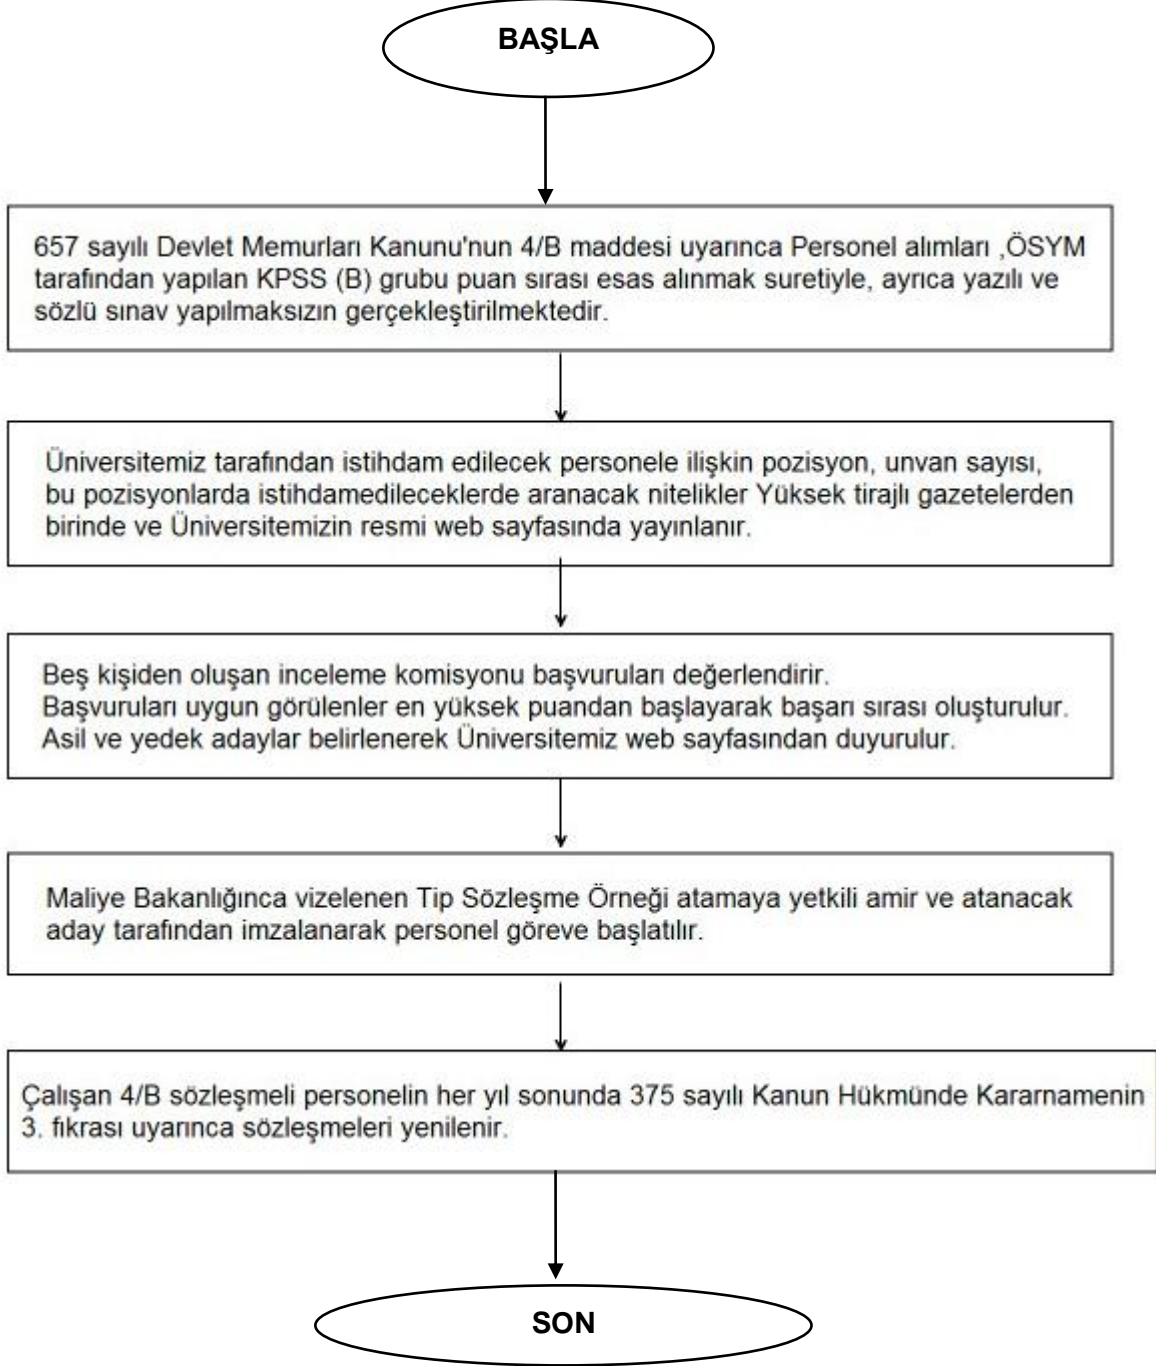 BAŞLA
657 sayılı Devlet Memurları Kanunu'nun 4/B maddesi uyarınca Personel alımları ,ÖSYM
tarafından yapılan KPSS (B) grubu puan sırası esas alınmak suretiyle, ayrıca yazılı ve
sözlü sınav yapılmaksızın gerçekleştirilmektedir.
Üniversitemiz tarafından istihdam edilecek personele ilişkin pozisyon, unvan sayısı,
bu pozisyonlarda istihdamedileceklerde aranacak nitelikler Yüksek tirajlı gazetelerden
birinde ve Üniversitemizin resmi web sayfasında yayınlanır.
Beş kişiden oluşan inceleme komisyonu başvuruları değerlendirir.
Başvuruları uygun görülenler en yüksek puandan başlayarak başarı sırası oluşturulur.
Asil ve yedek adaylar belirlenerek Üniversitemiz web sayfasından duyurulur.
Maliye Bakanlığınca vizelenen Tip Sözleşme Örneği atamaya yetkili amir ve atanacak
aday tarafından imzalanarak personel göreve başlatılır.
Çalışan 4/B sözleşmeli personelin her yıl sonunda 375 sayılı Kanun Hükmünde Kararnamenin
3. fıkrası uyarınca sözleşmeleri yenilenir.
SON